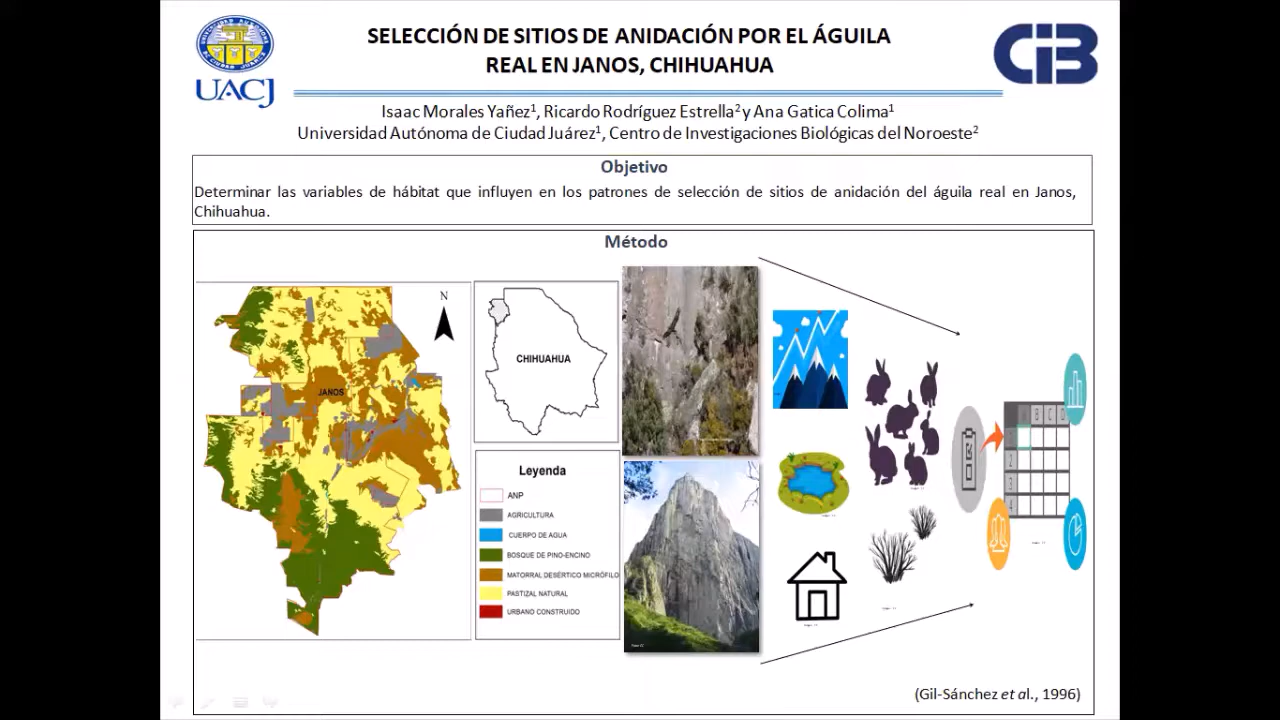 SELECCIÓN DE SITIOS DE ANIDACIÓN POR EL ÁGUILA
REAL EN JANOS, CHIHUAHUA
UACJ
CiB
Isaac Morales Yañez¹, Ricardo Rodríguez Estrella² y Ana Gatica Colima¹
Universidad Autónoma de Ciudad Juárez¹, Centro de Investigaciones Biológicas del Noroeste²
Objetivo
Determinar las variables de hábitat que influyen en los patrones de selección de sitios de anidación del águila real en Janos,
Chihuahua.
Método
N
JANOS
CHIHUAHUA
Leyenda
ANP
AGRICULTURA
CUERPO DE AGUA
BOSQUE DE PINO-ENCINO
MATORRAL DESÉRTICO MICRÓFILO
PASTIZAL NATURAL
URBANO CONSTRUIDO
B C
2
3
4
(Gil-Sánchez et al., 1996)